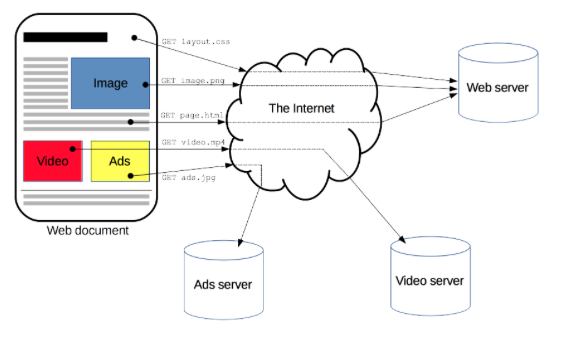 GET layout.css
Image
GET image.png
The Internet
Web server
GET page.html
GET video.mp4
Video
Ads
GET ads.jpg
Web document
Ads server
Video server